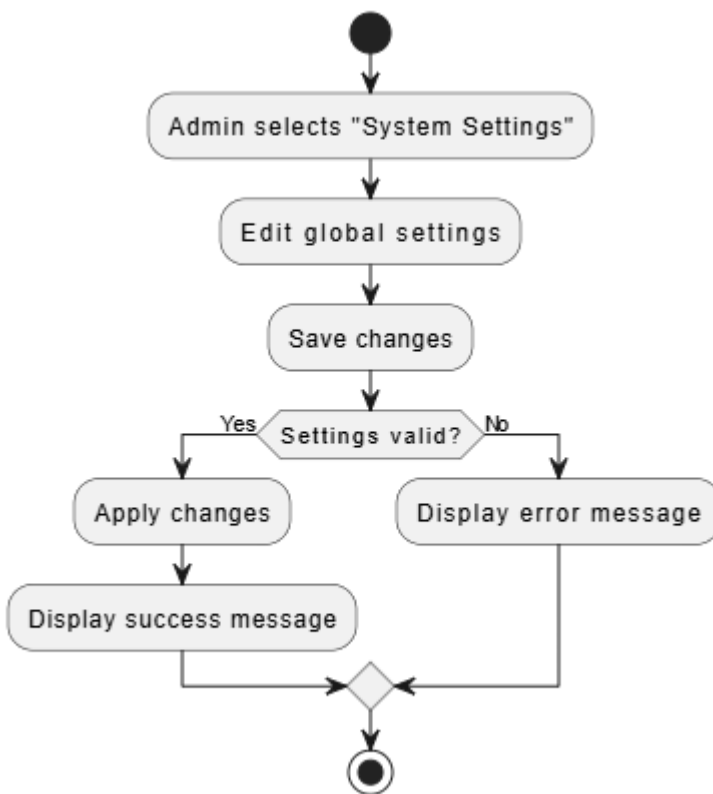 Admin selects "System Settings"
Edit global settings
Save changes
Yes
Settings valid?
No
Apply changes
Display error message
Display success message